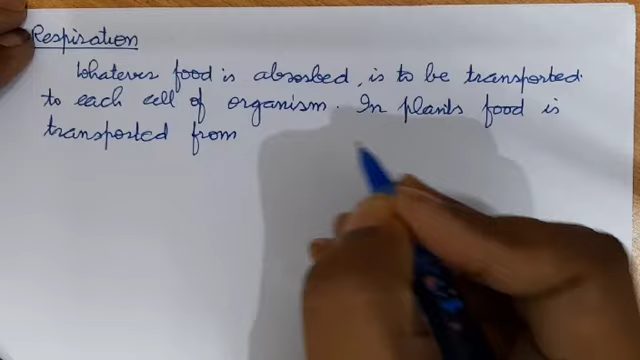 Respiration
Whatever food is absorbed, is to be transported
to each cell of organism. In plants food is
transported from